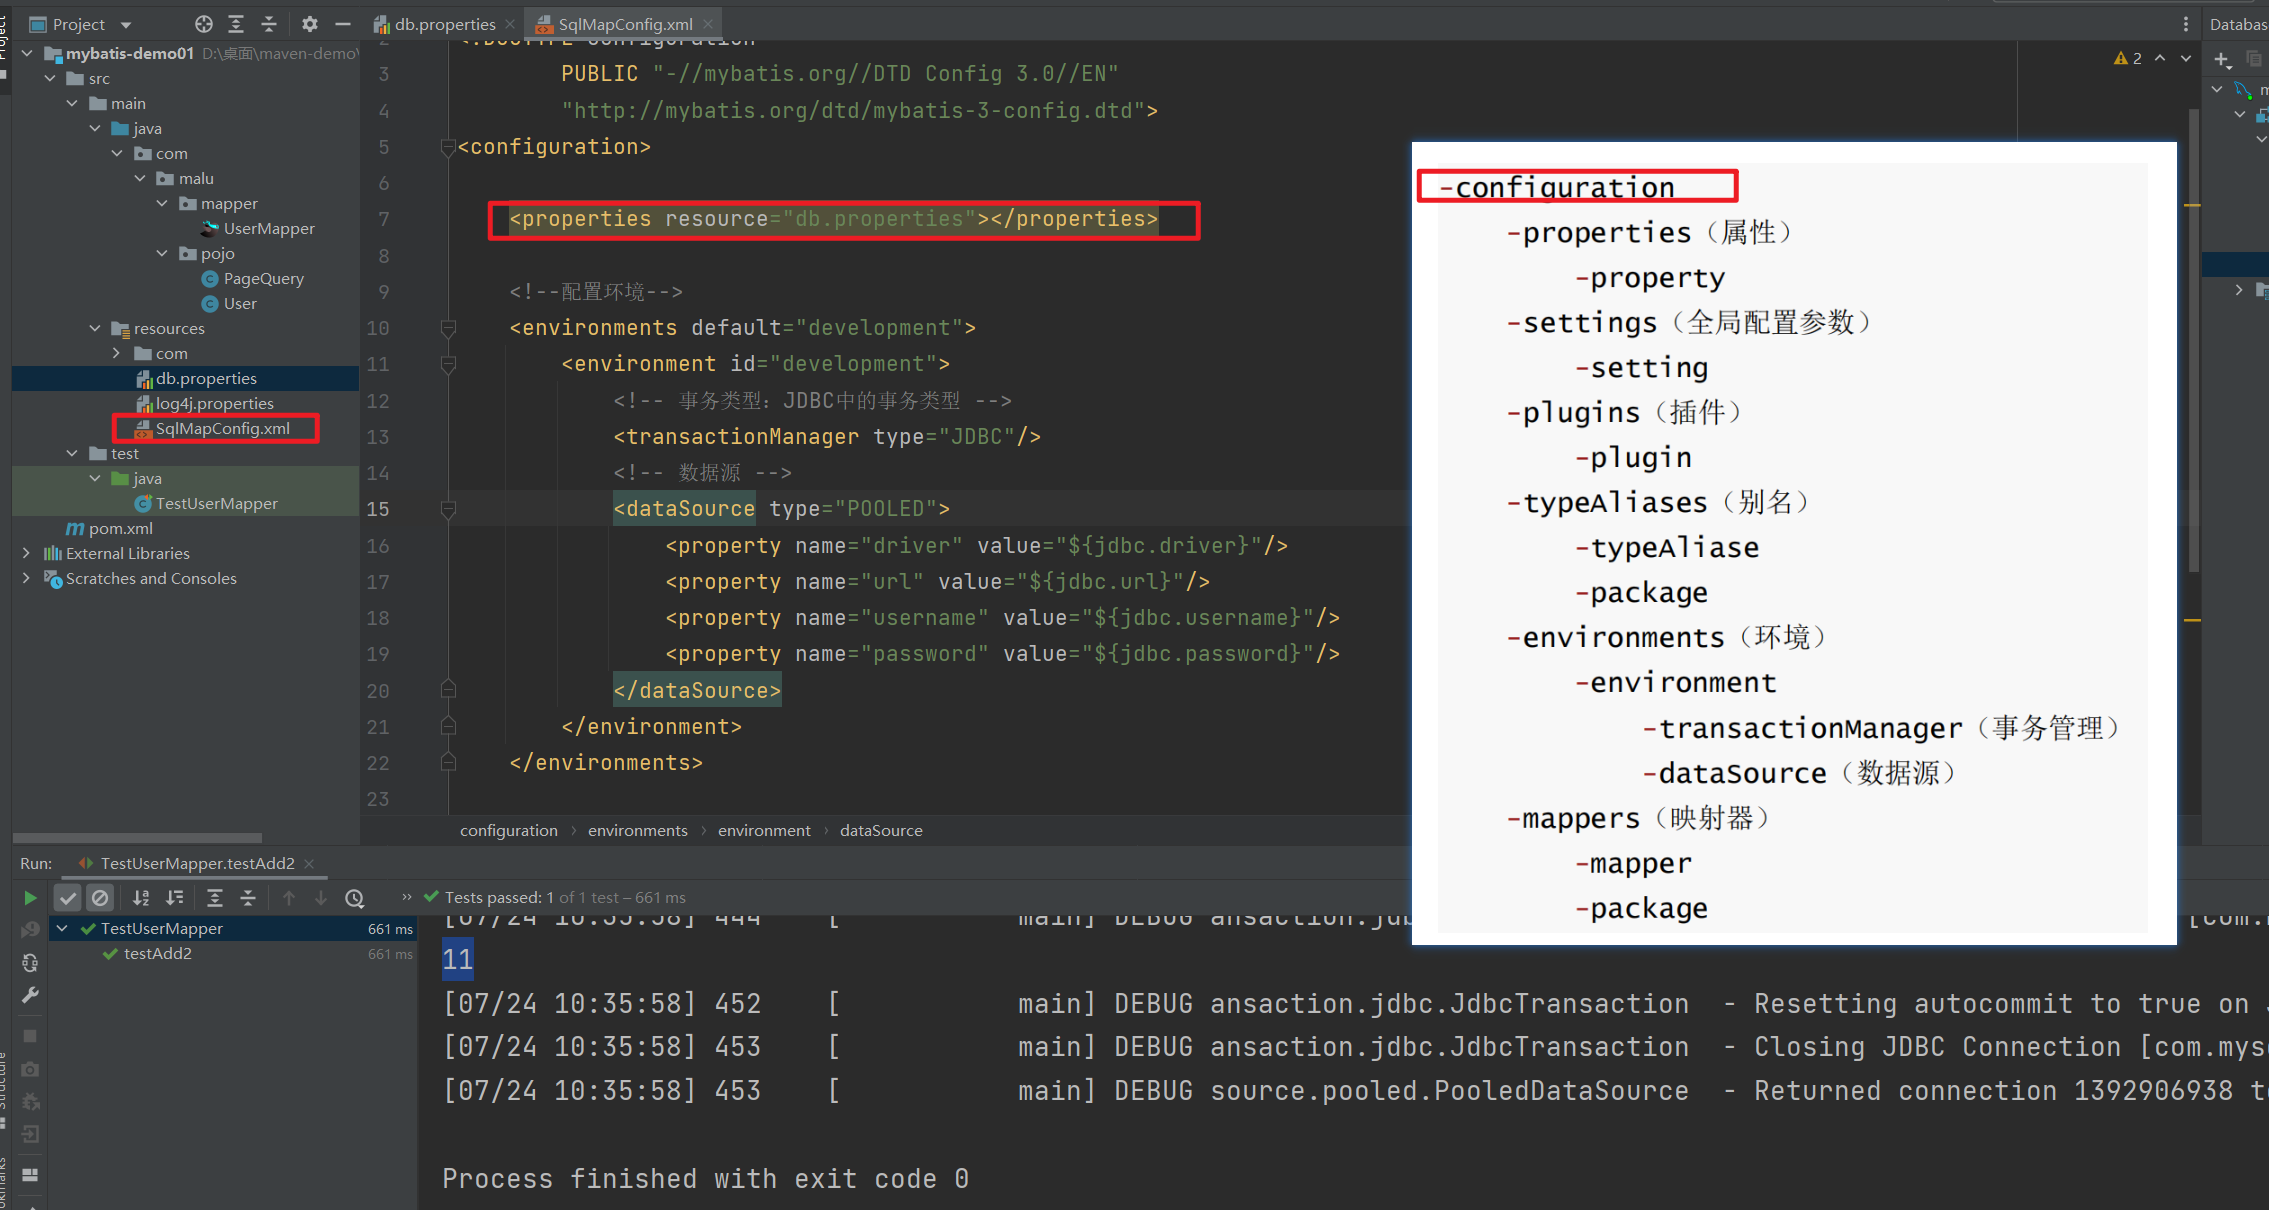 Project
db.properties
SqlMapConfig.xml
Databas
mybatis-demo01 D:\桌面\maven-demo\
src
main
java
com
malu
mapper
UserMapper
pojo
PageQuery
User
resources
com
db.properties
log4j.properties
SqlMapConfig.xml
test
java
TestUserMapper
pom.xml
External Libraries
Scratches and Consoles
2
3 PUBLIC "-//mybatis.org//DTD Config 3.0//EN"
4 "http://mybatis.org/dtd/mybatis-3-config.dtd">
5 <configuration>
6
7 <properties resource="db.properties"></properties>
8
9 <!--配置环境-->
10 <environments default="development">
11 <environment id="development">
12 <!-- 事务类型：JDBC中的事务类型 -->
13 <transactionManager type="JDBC"/>
14 <!-- 数据源 -->
15 <dataSource type="POOLED">
16 <property name="driver" value="${jdbc.driver}"/>
17 <property name="url" value="${jdbc.url}"/>
18 <property name="username" value="${jdbc.username}"/>
19 <property name="password" value="${jdbc.password}"/>
20 </dataSource>
21 </environment>
22 </environments>
23
configuration › environments › environment › dataSource
-configuration
-properties（属性）
-property
-settings（全局配置参数）
-setting
-plugins（插件）
-plugin
-typeAliases（别名）
-typeAliase
-package
-environments（环境）
-environment
-transactionManager（事务管理）
-dataSource（数据源）
-mappers（映射器）
-mapper
-package
Run: TestUserMapper.testAdd2
Tests passed: 1 of 1 test – 661 ms
TestUserMapper 661 ms
testAdd2 661 ms
[07/24 10:35:58] 444 [ main] DEBUG ansaction.jdb
11
[07/24 10:35:58] 452 [ main] DEBUG ansaction.jdbc.JdbcTransaction - Resetting autocommit to true on
[07/24 10:35:58] 453 [ main] DEBUG ansaction.jdbc.JdbcTransaction - Closing JDBC Connection [com.mys
[07/24 10:35:58] 453 [ main] DEBUG source.pooled.PooledDataSource - Returned connection 1392906938 t
Process finished with exit code 0
Structure